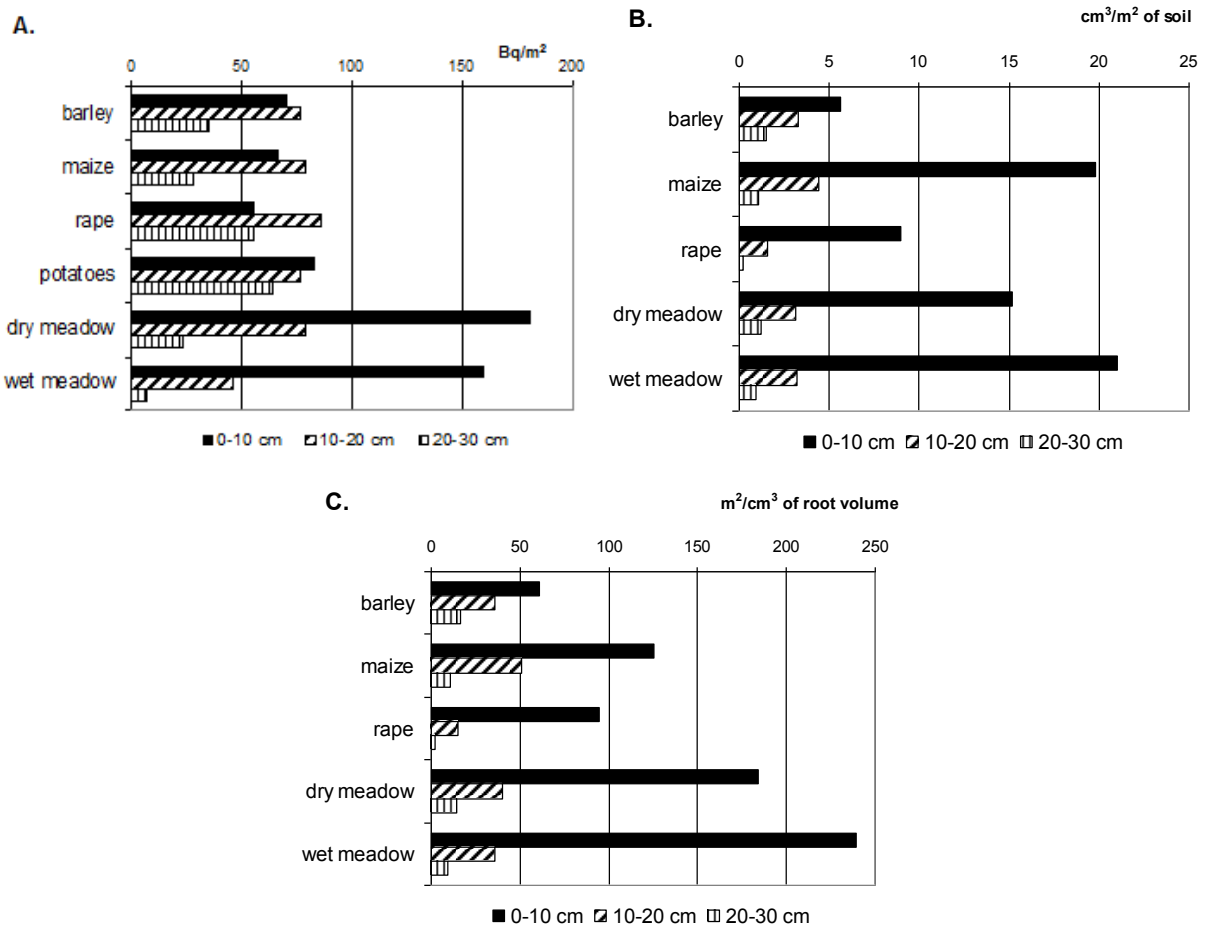 A.
Bq/m²
0 50 100 150 200
barley
maize
rape
potatoes
dry meadow
wet meadow
0-10 cm 10-20 cm 20-30 cm
B.
cm³/m² of soil
0 5 10 15 20 25
barley
maize
rape
dry meadow
wet meadow
0-10 cm 10-20 cm 20-30 cm
C.
m²/cm³ of root volume
0 50 100 150 200 250
barley
maize
rape
dry meadow
wet meadow
0-10 cm 10-20 cm 20-30 cm